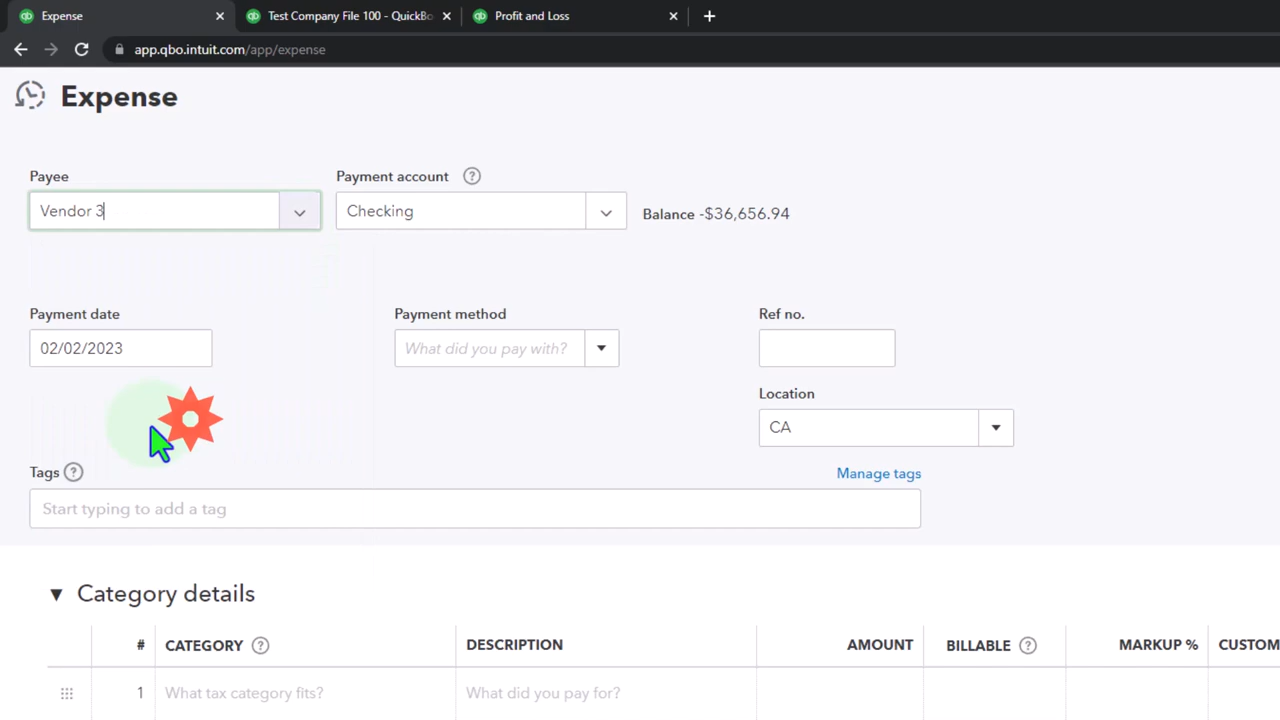 Expense
Test Company File 100 - QuickBo
Profit and Loss
app.qbo.intuit.com/app/expense
Expense
Payee
Payment account
Vendor 3
Checking
Balance -$36,656.94
Payment date
Payment method
Ref no.
02/02/2023
What did you pay with?
Location
CA
Tags
Manage tags
Start typing to add a tag
Category details
# CATEGORY DESCRIPTION AMOUNT BILLABLE MARKUP % CUSTOM
1 What tax category fits? What did you pay for?